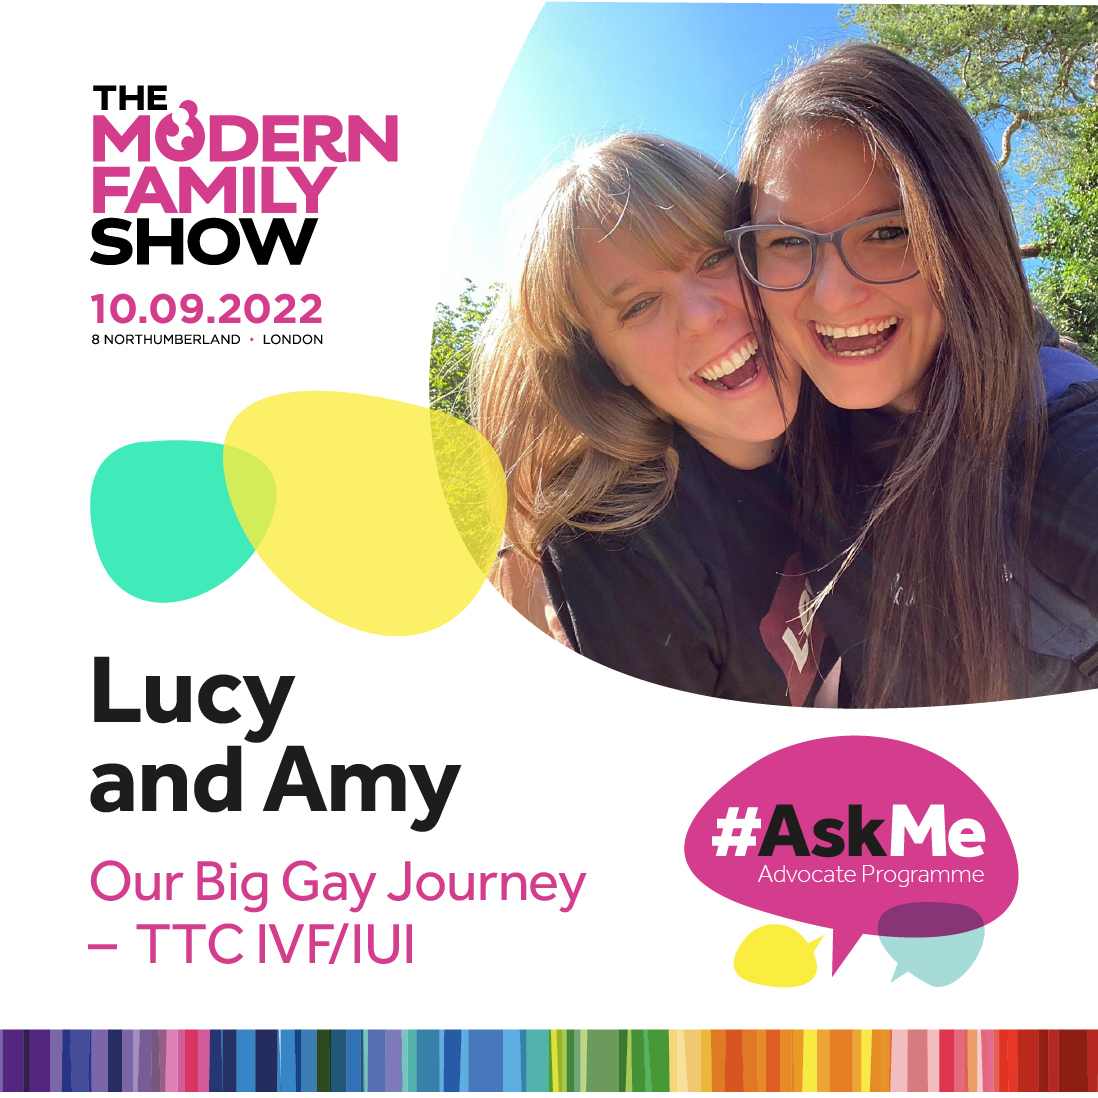 THE
MODERN
FAMILY
SHOW
10.09.2022
8 NORTHUMBERLAND • LONDON
Lucy
and Amy
Our Big Gay Journey
– TTC IVF/IUI
#AskMe
Advocate Programme